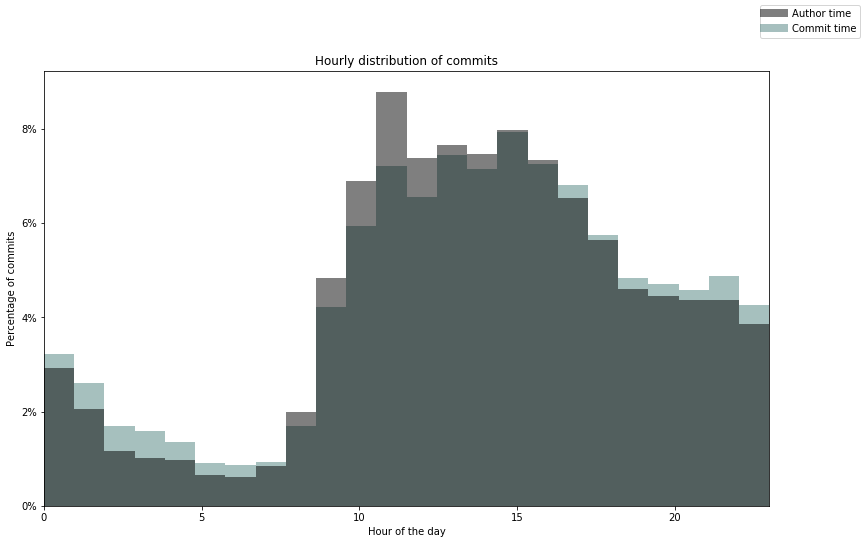 Author time
Commit time
Hourly distribution of commits
8%
6%
4%
2%
0%
Percentage of commits
0 5 10 15 20
Hour of the day